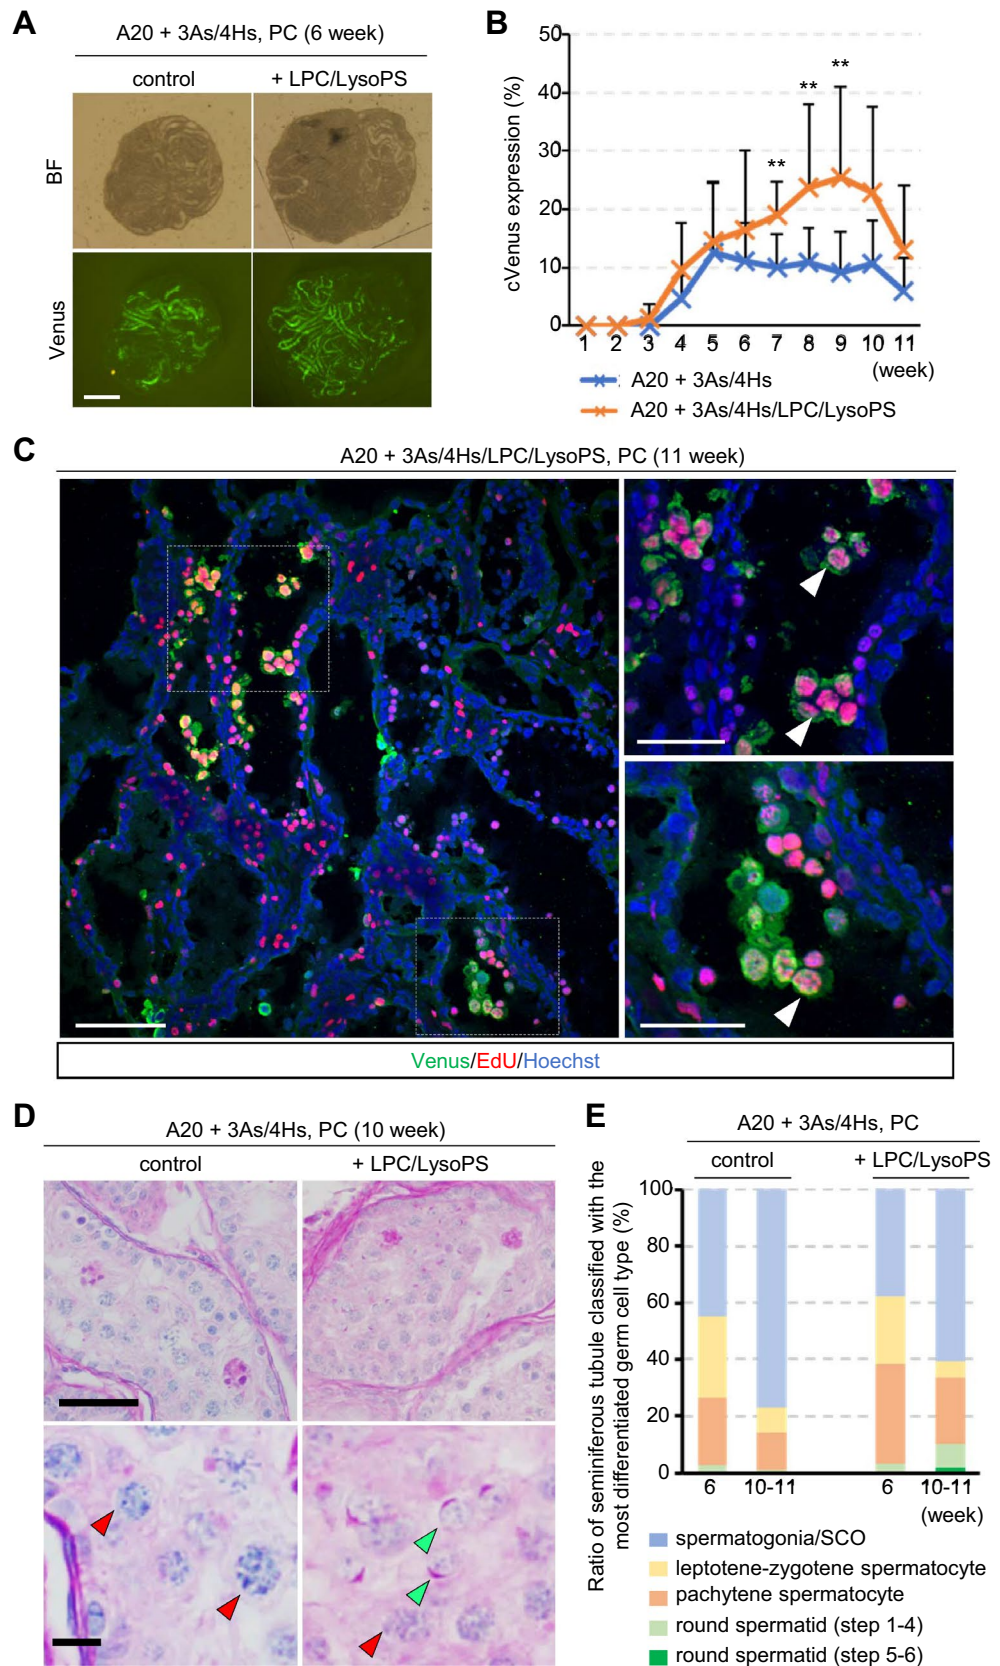 A
A20 + 3As/4Hs, PC (6 week)
control
+ LPC/LysoPS
BF
Venus
B
cVenus expression (%)
50
40
30
20
10
0
**
**
**
1 2 3 4 5 6 7 8 9 10 11
(week)
A20 + 3As/4Hs
A20 + 3As/4Hs/LPC/LysoPS
C
A20 + 3As/4Hs/LPC/LysoPS, PC (11 week)
Venus/EdU/Hoechst
D
A20 + 3As/4Hs, PC (10 week)
control
+ LPC/LysoPS
E
A20 + 3As/4Hs, PC
control
+ LPC/LysoPS
Ratio of seminiferous tubule classified with the
most differentiated germ cell type (%)
100
80
60
40
20
0
6 10-11 6 10-11
(week)
spermatogonia/SCO
leptotene-zygotene spermatocyte
pachytene spermatocyte
round spermatid (step 1-4)
round spermatid (step 5-6)